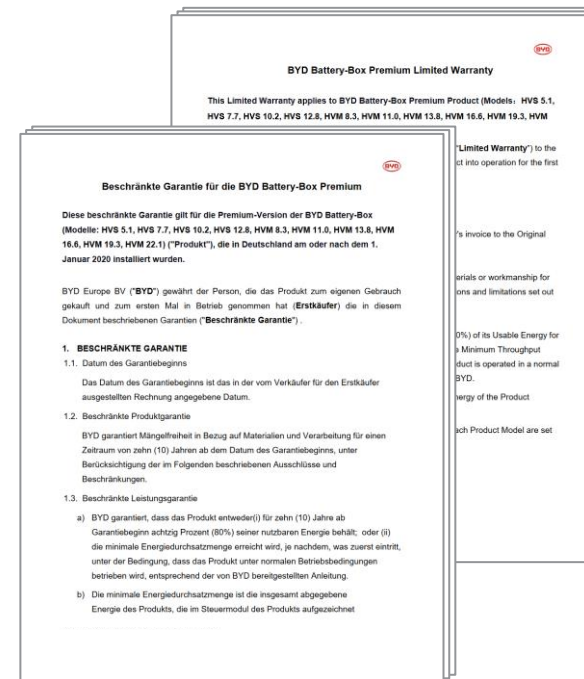 BYD
BYD Battery-Box Premium Limited Warranty
This Limited Warranty applies to BYD Battery-Box Premium Product (Models: HVS 5.1,
HVS 7.7, HVS 10.2, HVS 12.8, HVM 8.3, HVM 11.0, HVM 13.8, HVM 16.6, HVM 19.3, HVM
"Limited Warranty") to the
ct into operation for the first
's invoice to the Original
erials or workmanship for
ons and limitations set out
0%) of its Usable Energy for
Minimum Throughput
duct is operated in a normal
BYD.
ergy of the Product
ach Product Model are set
BYD
Beschränkte Garantie für die BYD Battery-Box Premium
Diese beschränkte Garantie gilt für die Premium-Version der BYD Battery-Box
(Modelle: HVS 5.1, HVS 7.7, HVS 10.2, HVS 12.8, HVM 8.3, HVM 11.0, HVM 13.8, HVM
16.6, HVM 19.3, HVM 22.1) ("Produkt"), die in Deutschland am oder nach dem 1.
Januar 2020 installiert wurden.
BYD Europe BV ("BYD") gewährt der Person, die das Produkt zum eigenen Gebrauch
gekauft und zum ersten Mal in Betrieb genommen hat (Erstkäufer) die in diesem
Dokument beschriebenen Garantien ("Beschränkte Garantie") .
1. BESCHRÄNKTE GARANTIE
1.1. Datum des Garantiebeginns
Das Datum des Garantiebeginns ist das in der vom Verkäufer für den Erstkäufer
ausgestellten Rechnung angegebene Datum.
1.2. Beschränkte Produktgarantie
BYD garantiert Mängelfreiheit in Bezug auf Materialien und Verarbeitung für einen
Zeitraum von zehn (10) Jahren ab dem Datum des Garantiebeginns, unter
Berücksichtigung der im Folgenden beschriebenen Ausschlüsse und
Beschränkungen.
1.3. Beschränkte Leistungsgarantie
a) BYD garantiert, dass das Produkt entweder(i) für zehn (10) Jahre ab
Garantiebeginn achtzig Prozent (80%) seiner nutzbaren Energie behält; oder (ii)
die minimale Energiedurchsatzmenge erreicht wird, je nachdem, was zuerst eintritt,
unter der Bedingung, dass das Produkt unter normalen Betriebsbedingungen
betrieben wird, entsprechend der von BYD bereitgestellten Anleitung.
b) Die minimale Energiedurchsatzmenge ist die insgesamt abgegebene
Energie des Produkts, die im Steuermodul des Produkts aufgezeichnet